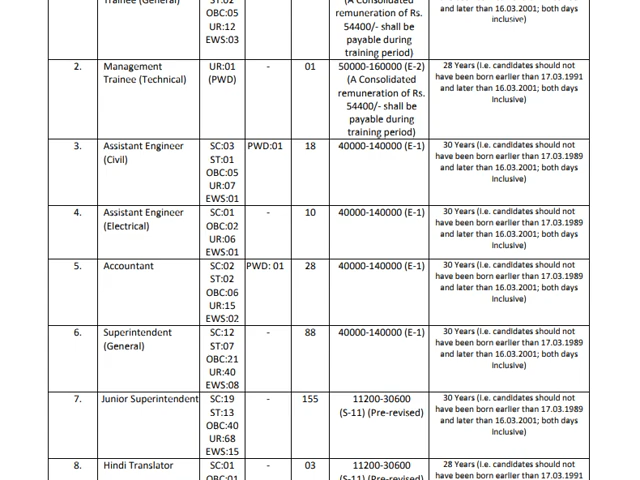 Trainee (General) ST:02 (A Consolidated
OBC:05 remuneration of Rs. and later than 16.03.2001; both days
UR:12 54400/- shall be inclusive)
EWS:03 payable during
training period)
2. Management UR:01 - 01 50000-160000 (E-2) 28 Years (I.e. candidates should not
Trainee (Technical) (PWD) (A Consolidated have been born earlier than 17.03.1991
remuneration of Rs. and later than 16.03.2001; both days
54400/- shall be Inclusive)
payable during
training period)
3. Assistant Engineer SC:03 PWD:01 18 40000-140000 (E-1) 30 Years (I.e. candidates should not
(Civil) ST:01 have been born earlier than 17.03.1989
OBC:05 and later than 16.03.2001; both days
UR:07 Inclusive)
EWS:01
4. Assistant Engineer SC:01 - 10 40000-140000 (E-1) 30 Years (I.e. candidates should not
(Electrical) OBC:02 have been born earlier than 17.03.1989
UR:06 and later than 16.03.2001; both days
EWS:01 Inclusive)
5. Accountant SC:02 PWD: 01 28 40000-140000 (E-1) 30 Years (I.e. candidates should not
ST:02 have been born earlier than 17.03.1989
OBC:06 and later than 16.03.2001; both days
UR:15 Inclusive)
EWS:02
6. Superintendent SC:12 - 88 40000-140000 (E-1) 30 Years (I.e. candidates should not
(General) ST:07 have been born earlier than 17.03.1989
OBC:21 and later than 16.03.2001; both days
UR:40 Inclusive)
EWS:08
7. Junior Superintendent SC:19 - 155 11200-30600 30 Years (I.e. candidates should not
ST:13 (S-11) (Pre-revised) have been born earlier than 17.03.1989
OBC:40 and later than 16.03.2001; both days
UR:68 Inclusive)
EWS:15
8. Hindi Translator SC:01 - 03 11200-30600 28 Years (I.e. candidates should not
OBC:01 (S-11) (Pre-revised) have been born earlier than 17.03.1991